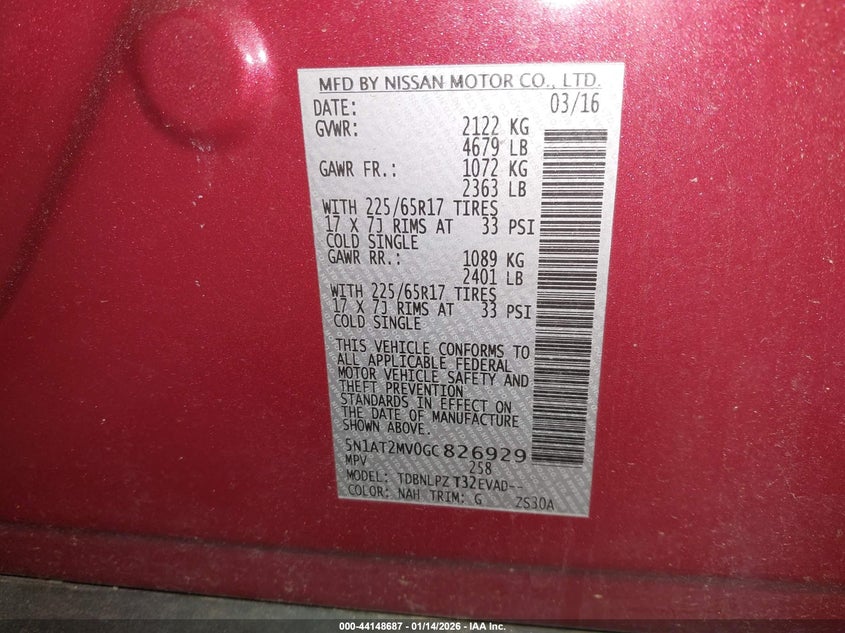 MFD BY NISSAN MOTOR CO., LTD.
DATE: 03/16
GVWR: 2122 KG
4679 LB
GAWR FR.: 1072 KG
2363 LB
WITH 225/65R17 TIRES
17 X 7J RIMS AT 33 PSI
COLD SINGLE
GAWR RR.: 1089 KG
2401 LB
WITH 225/65R17 TIRES
17 X 7J RIMS AT 33 PSI
COLD SINGLE
THIS VEHICLE CONFORMS TO
ALL APPLICABLE FEDERAL
MOTOR VEHICLE SAFETY AND
THEFT PREVENTION
STANDARDS IN EFFECT ON
THE DATE OF MANUFACTURE
SHOWN ABOVE.
5N1AT2MV0GC826929
MPV 258
MODEL: TDBNLPZ T32EVAD--
COLOR: NAH TRIM: G ZS30A
000-44148687 - 01/14/2026 - IAA Inc.